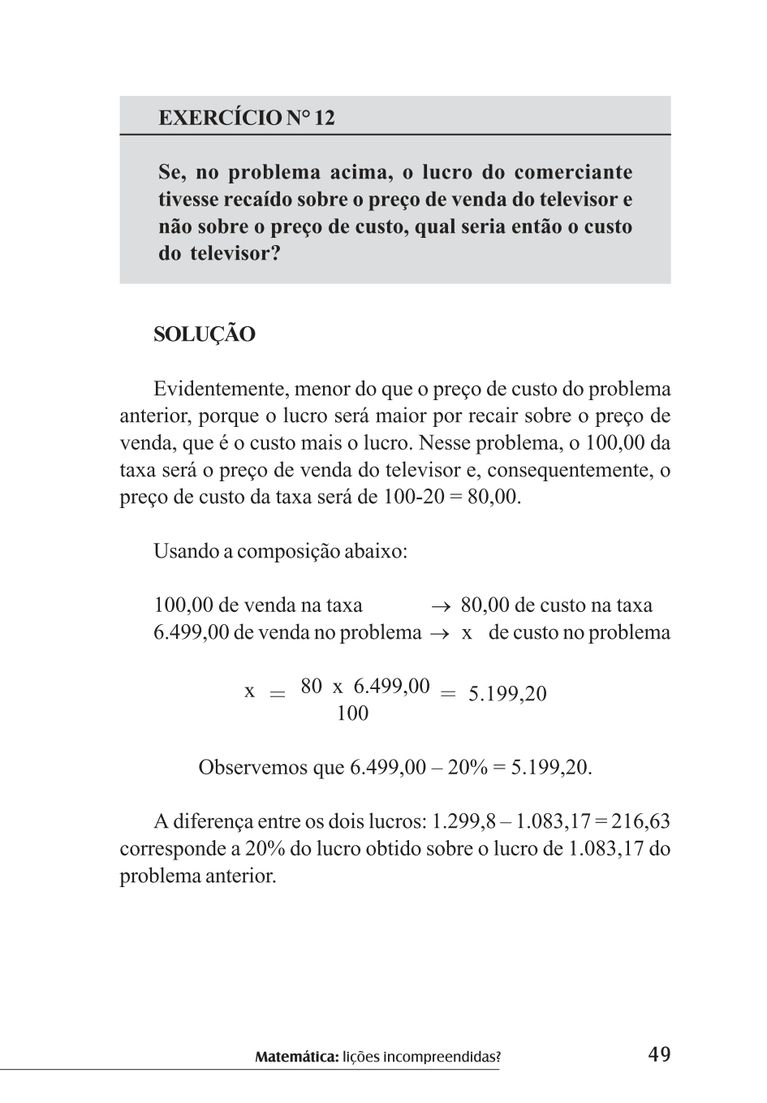 EXERCÍCIO N° 12
Se, no problema acima, o lucro do comerciante
tivesse recaído sobre o preço de venda do televisor e
não sobre o preço de custo, qual seria então o custo
do televisor?
SOLUÇÃO
Evidentemente, menor do que o preço de custo do problema
anterior, porque o lucro será maior por recair sobre o preço de
venda, que é o custo mais o lucro. Nesse problema, o 100,00 da
taxa será o preço de venda do televisor e, consequentemente, o
preço de custo da taxa será de 100-20 = 80,00.
Usando a composição abaixo:
100,00 de venda na taxa → 80,00 de custo na taxa
6.499,00 de venda no problema → x de custo no problema
x = 80 x 6.499,00 = 5.199,20
100
Observemos que 6.499,00 – 20% = 5.199,20.
A diferença entre os dois lucros: 1.299,8 – 1.083,17 = 216,63
corresponde a 20% do lucro obtido sobre o lucro de 1.083,17 do
problema anterior.
Matemática: lições incompreendidas? 49